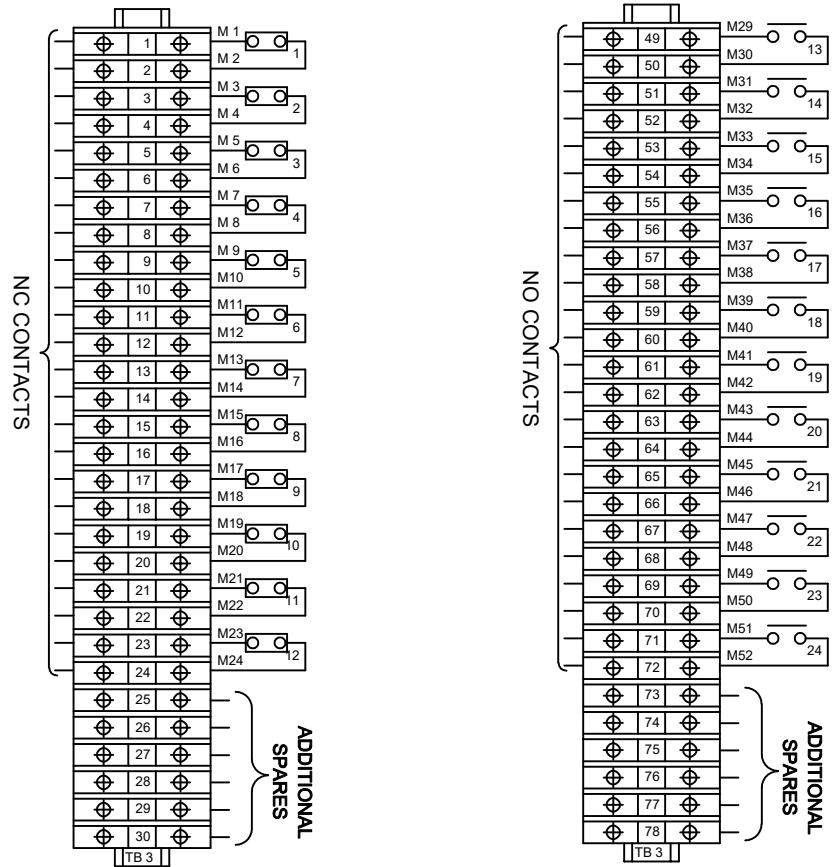 NC CONTACTS
1
2
3
4
5
6
7
8
9
10
11
12
13
14
15
16
17
18
19
20
21
22
23
24
25
26
27
28
29
30
TB 3
M 1
M 2
M 3
M 4
M 5
M 6
M 7
M 8
M 9
M10
M11
M12
M13
M14
M15
M16
M17
M18
M19
M20
M21
M22
M23
M24
1
2
3
4
5
6
7
8
9
10
11
12
ADDITIONAL
SPARES
NO CONTACTS
49
50
51
52
53
54
55
56
57
58
59
60
61
62
63
64
65
66
67
68
69
70
71
72
73
74
75
76
77
78
TB 3
M29
M30
M31
M32
M33
M34
M35
M36
M37
M38
M39
M40
M41
M42
M43
M44
M45
M46
M47
M48
M49
M50
M51
M52
13
14
15
16
17
18
19
20
21
22
23
24
ADDITIONAL
SPARES